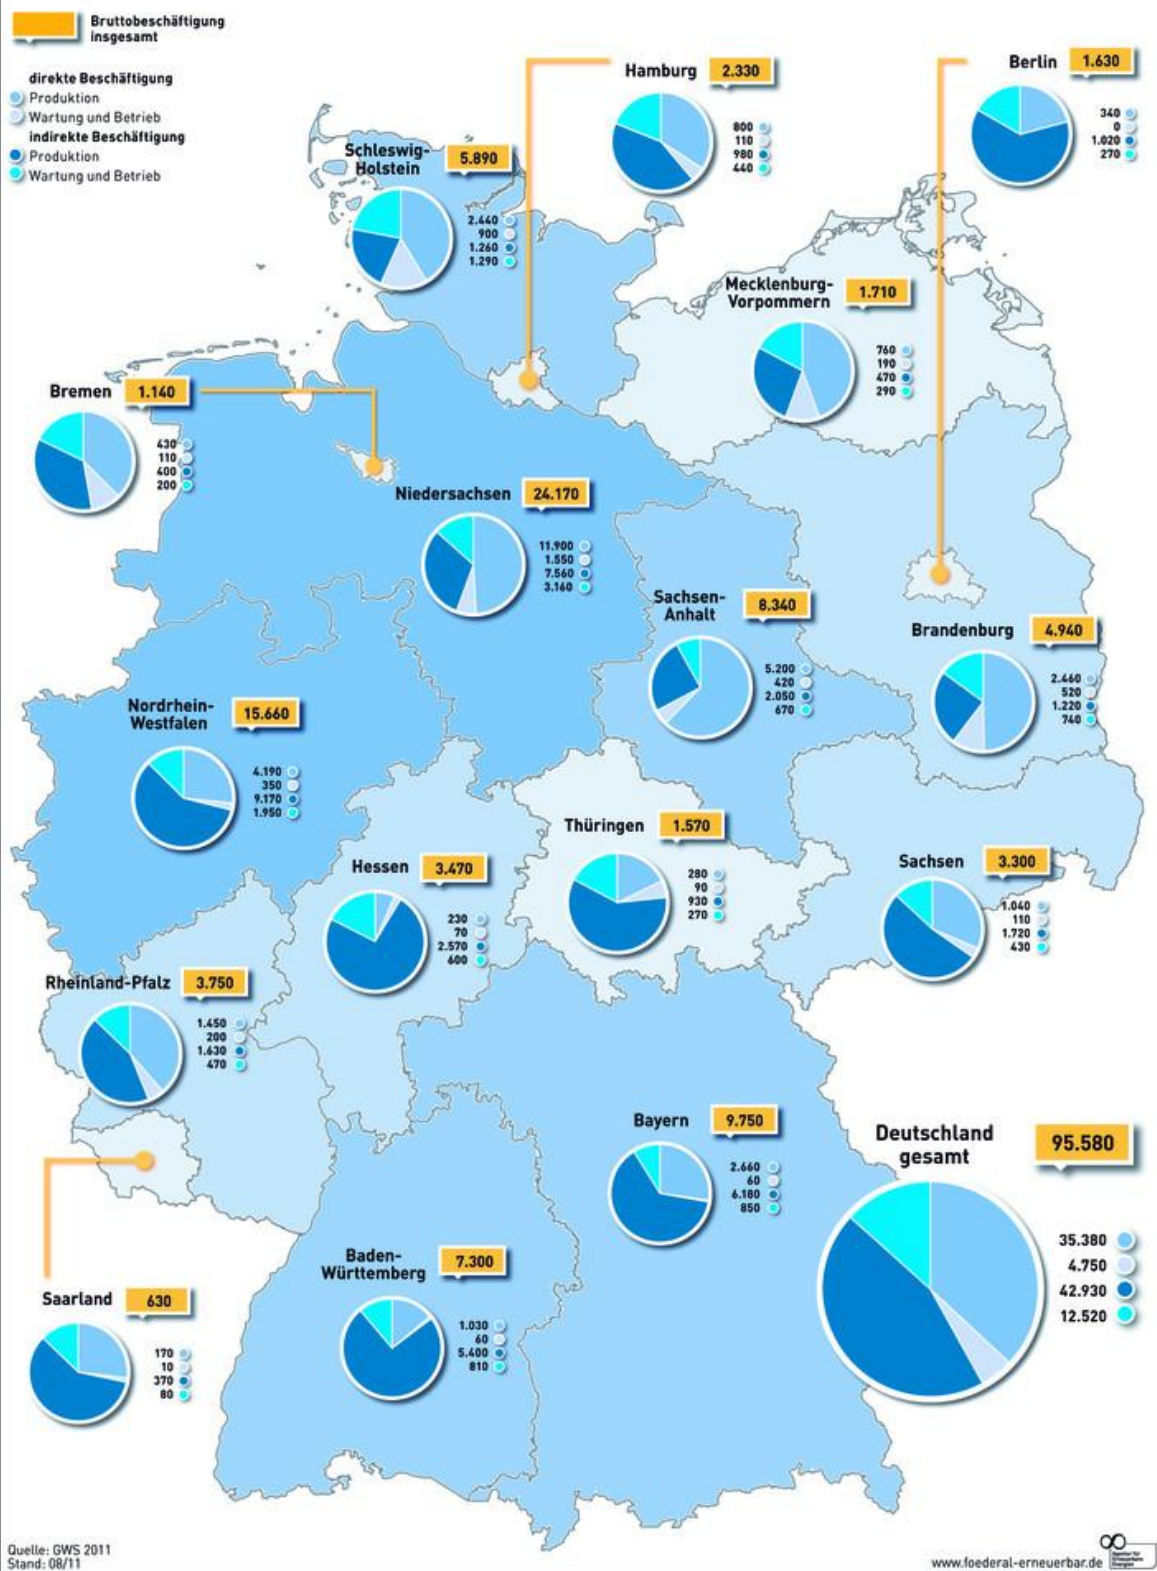 Bruttobeschäftigung
insgesamt
direkte Beschäftigung
Produktion
Wartung und Betrieb
indirekte Beschäftigung
Produktion
Wartung und Betrieb
Hamburg 2.330
800
110
980
440
Berlin 1.630
340
0
1.020
270
Schleswig-
Holstein
5.890
2.440
900
1.260
1.290
Mecklenburg-
Vorpommern
1.710
760
190
470
290
Bremen 1.140
430
110
400
200
Niedersachsen 24.170
11.900
1.550
7.560
3.160
Sachsen-
Anhalt
8.340
5.200
420
2.050
670
Brandenburg 4.940
2.460
520
1.220
740
Nordrhein-
Westfalen
15.660
4.190
350
9.170
1.950
Thüringen 1.570
280
90
930
270
Hessen 3.470
230
70
2.570
600
Sachsen 3.300
1.040
110
1.720
430
Rheinland-Pfalz 3.750
1.450
200
1.630
470
Bayern 9.750
2.660
60
6.180
850
Deutschland
gesamt
95.580
35.380
4.750
42.930
12.520
Baden-
Württemberg
7.300
1.030
60
5.400
810
Saarland 630
170
10
370
80
Quelle: GWS 2011
Stand: 08/11
www.foederal-erneuerbar.de
Agentur für
Erneuerbare
Energien